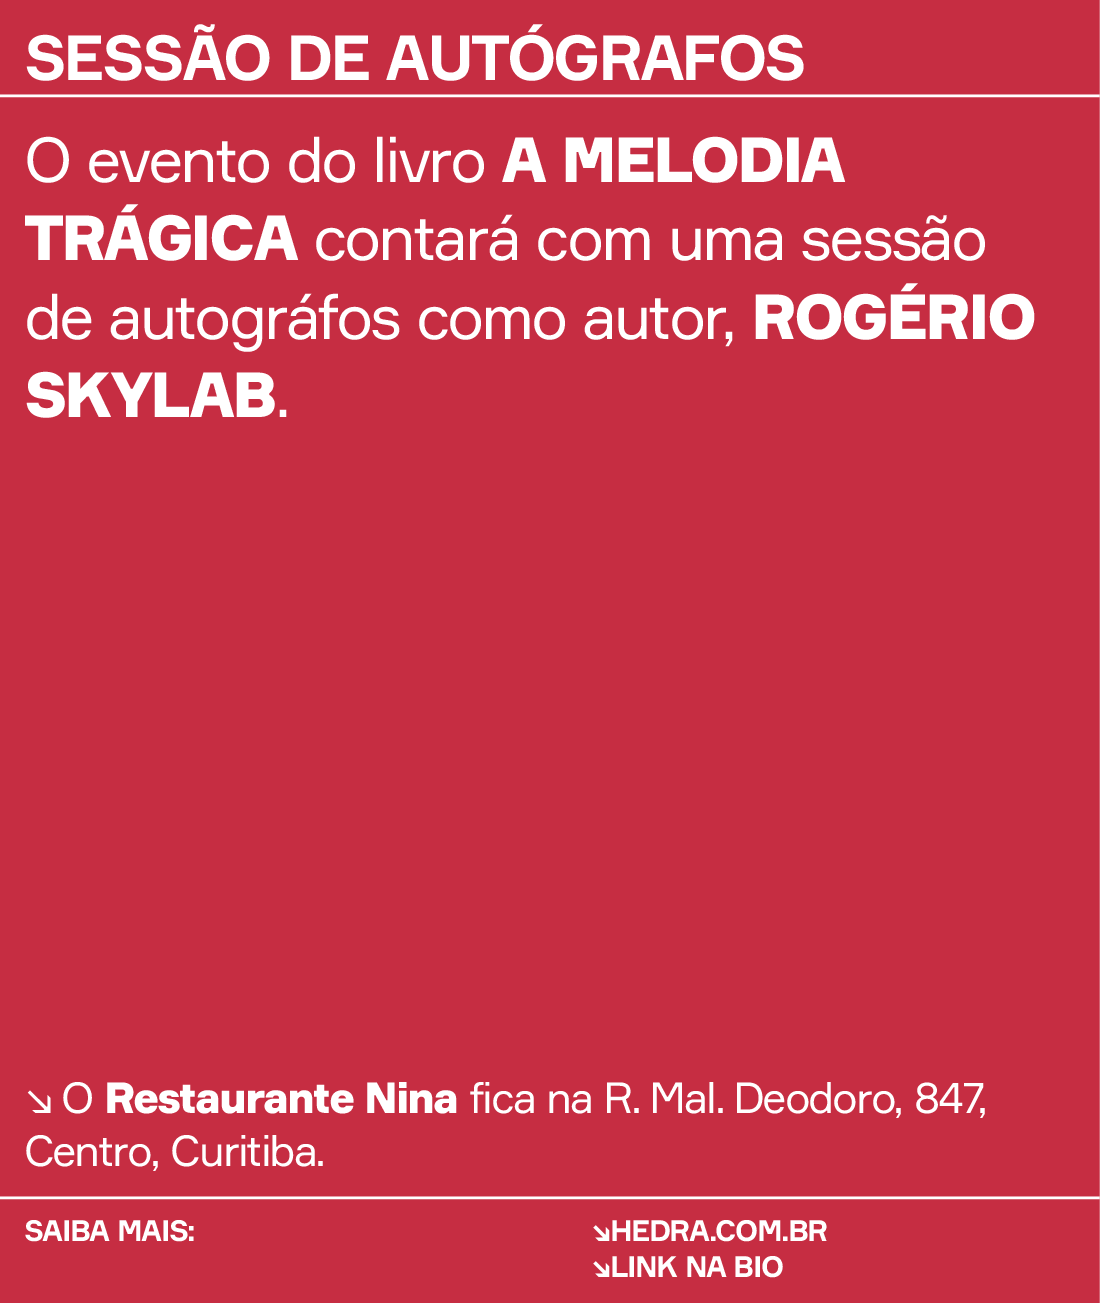 SESSÃO DE AUTÓGRAFOS
O evento do livro A MELODIA
TRÁGICA contará com uma sessão
de autográfos como autor, ROGÉRIO
SKYLAB.
↘ O Restaurante Nina fica na R. Mal. Deodoro, 847,
Centro, Curitiba.
SAIBA MAIS:
↘HEDRA.COM.BR
↘LINK NA BIO